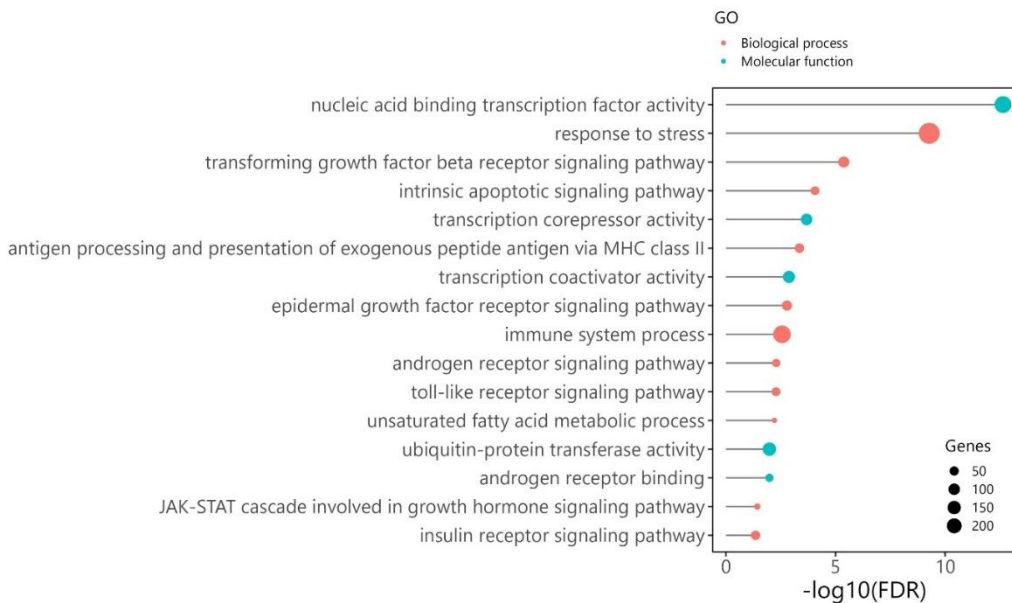 GO
Biological process
Molecular function
nucleic acid binding transcription factor activity
response to stress
transforming growth factor beta receptor signaling pathway
intrinsic apoptotic signaling pathway
transcription corepressor activity
antigen processing and presentation of exogenous peptide antigen via MHC class II
transcription coactivator activity
epidermal growth factor receptor signaling pathway
immune system process
androgen receptor signaling pathway
toll-like receptor signaling pathway
unsaturated fatty acid metabolic process
ubiquitin-protein transferase activity
androgen receptor binding
JAK-STAT cascade involved in growth hormone signaling pathway
insulin receptor signaling pathway
Genes
50
100
150
200
0 5 10
-log10(FDR)